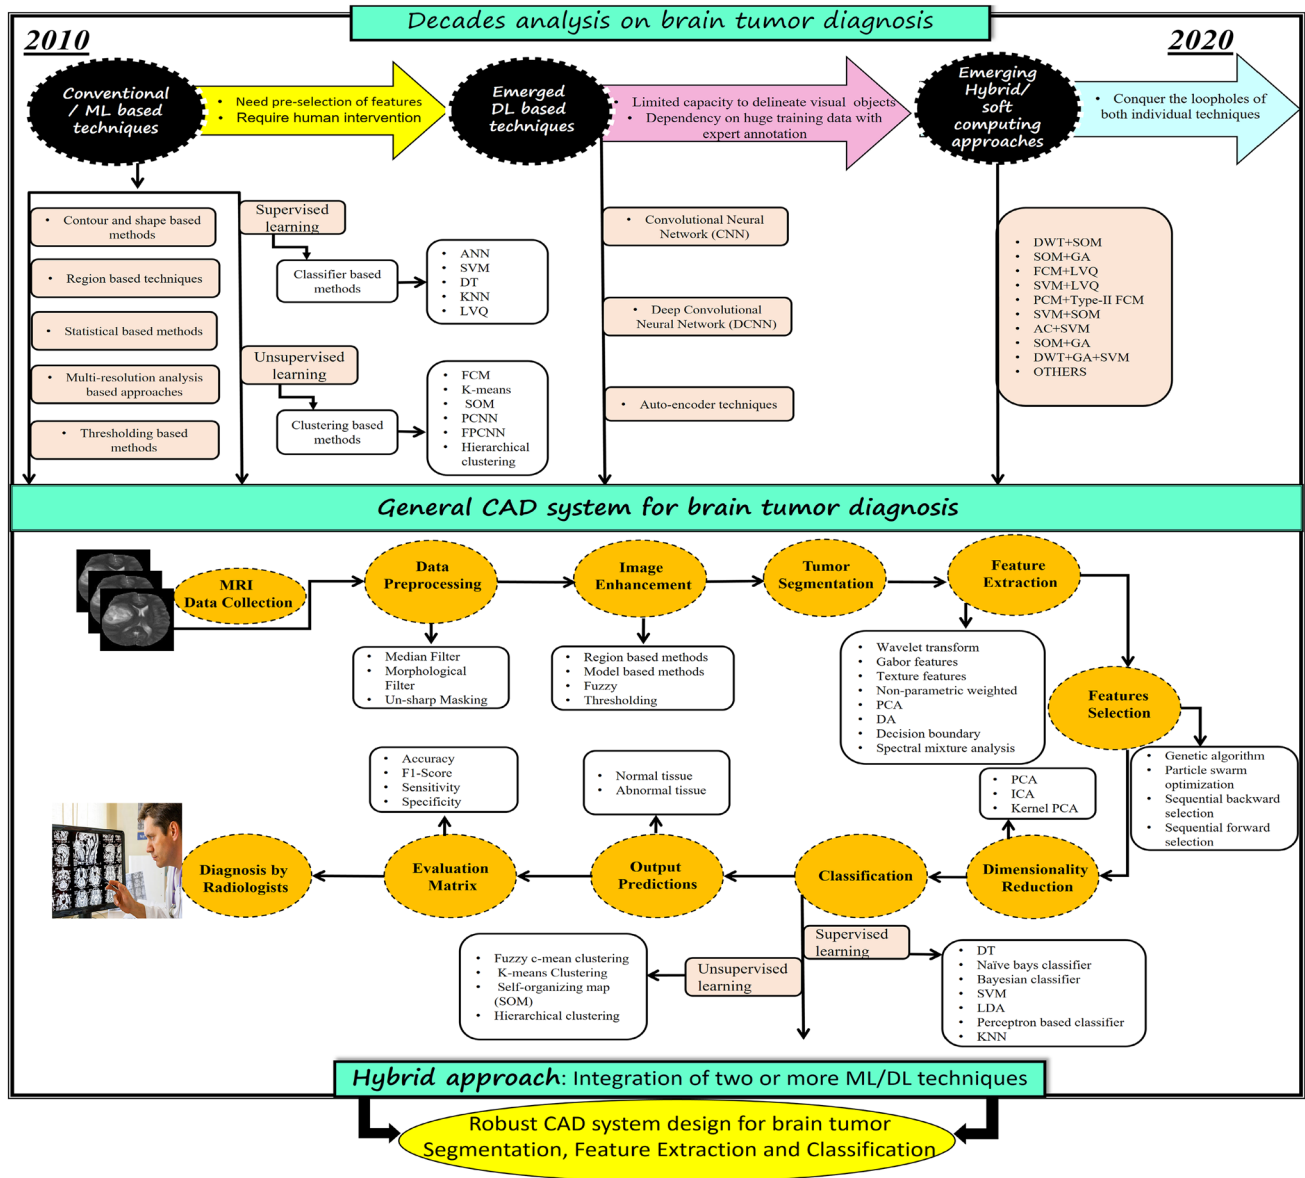 Decades analysis on brain tumor diagnosis
2010
2020
Conventional
/ ML based
techniques
• Need pre-selection of features
• Require human intervention
Emerged
DL based
techniques
• Limited capacity to delineate visual objects
• Dependency on huge training data with
expert annotation
Emerging
Hybrid/
soft
computing
approaches
• Conquer the loopholes of
both individual techniques
• Contour and shape based
methods
• Region based techniques
• Statistical based methods
• Multi-resolution analysis
based approaches
• Thresholding based
methods
Supervised
learning
Classifier based
methods
• ANN
• SVM
• DT
• KNN
• LVQ
Unsupervised
learning
Clustering based
methods
• FCM
• K-means
• SOM
• PCNN
• FPCNN
• Hierarchical
clustering
• Convolutional Neural
Network (CNN)
• Deep Convolutional
Neural Network (DCNN)
• Auto-encoder techniques
• DWT+SOM
• SOM+GA
• FCM+LVQ
• SVM+LVQ
• PCM+Type-II FCM
• SVM+SOM
• AC+SVM
• SOM+GA
• DWT+GA+SVM
• OTHERS
General CAD system for brain tumor diagnosis
MRI
Data Collection
Data
Preprocessing
Image
Enhancement
Tumor
Segmentation
Feature
Extraction
• Median Filter
• Morphological
Filter
• Un-sharp Masking
• Region based methods
• Model based methods
• Fuzzy
• Thresholding
• Wavelet transform
• Gabor features
• Texture features
• Non-parametric weighted
• PCA
• DA
• Decision boundary
• Spectral mixture analysis
Features
Selection
• Genetic algorithm
• Particle swarm
optimization
• Sequential backward
selection
• Sequential forward
selection
• PCA
• ICA
• Kernel PCA
• Accuracy
• F1-Score
• Sensitivity
• Specificity
• Normal tissue
• Abnormal tissue
Diagnosis by
Radiologists
Evaluation
Matrix
Output
Predictions
Classification
Dimensionality
Reduction
Supervised
learning
Unsupervised
learning
• Fuzzy c-mean clustering
• K-means Clustering
• Self-organizing map
(SOM)
• Hierarchical clustering
• DT
• Naïve bays classifier
• Bayesian classifier
• SVM
• LDA
• Perceptron based classifier
• KNN
Hybrid approach: Integration of two or more ML/DL techniques
Robust CAD system design for brain tumor
Segmentation, Feature Extraction and Classification